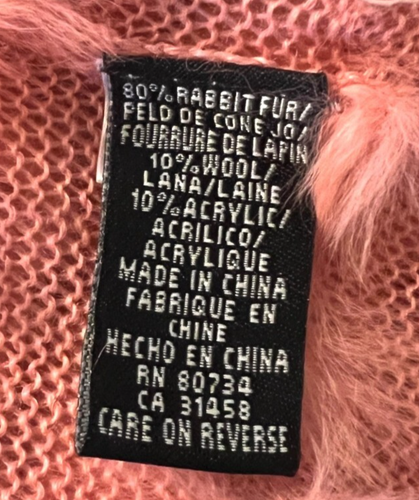 80% RABBIT FUR/
PELO DE CONEJO/
FOURRURE DE LAPIN
10% WOOL/
LANA/LAINE
10% ACRYLIC/
ACRILICO/
ACRYLIQUE
MADE IN CHINA
FABRIQUE EN
CHINE
HECHO EN CHINA
RN 80734
CA 31458
CARE ON REVERSE